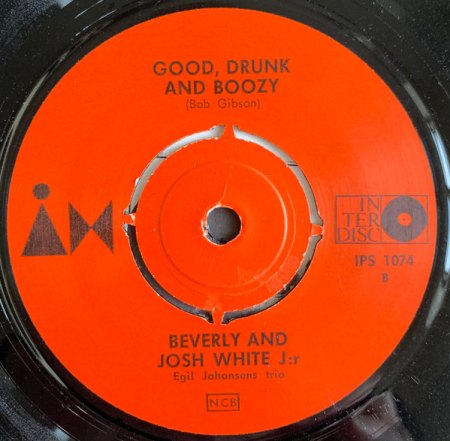 GOOD, DRUNK
AND BOOZY
(Bob Gibson)
IN
TER
DISC
IPS 1074
B
BEVERLY AND
JOSH WHITE J:r
Egil Johansens trio
NCB